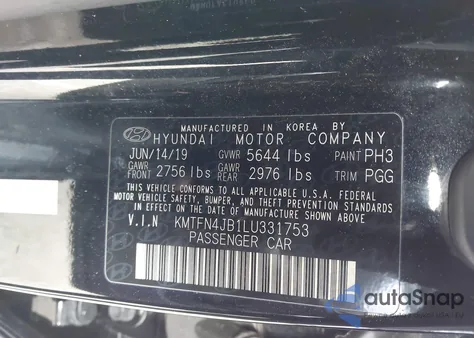 MANUFACTURED IN KOREA BY
HYUNDAI MOTOR COMPANY
JUN/14/19 GVWR 5644 lbs PAINT PH3
GAWR FRONT 2756 lbs GAWR REAR 2976 lbs TRIM PGG
THIS VEHICLE CONFORMS TO ALL APPLICABLE U.S.A. FEDERAL
MOTOR VEHICLE SAFETY, BUMPER, AND THEFT PREVENTION
STANDARDS IN EFFECT ON THE DATE OF MANUFACTURE SHOWN ABOVE.
V.I.N KMTFN4JB1LU331753
PASSENGER CAR
autoSnap